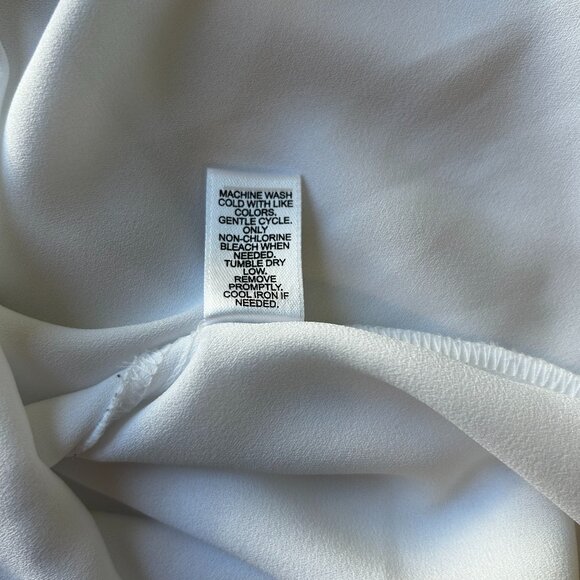 MACHINE WASH
COLD WITH LIKE
COLORS.
GENTLE CYCLE.
ONLY
NON-CHLORINE
BLEACH WHEN
NEEDED.
TUMBLE DRY
LOW.
REMOVE
PROMPTLY.
COOL IRON IF
NEEDED.